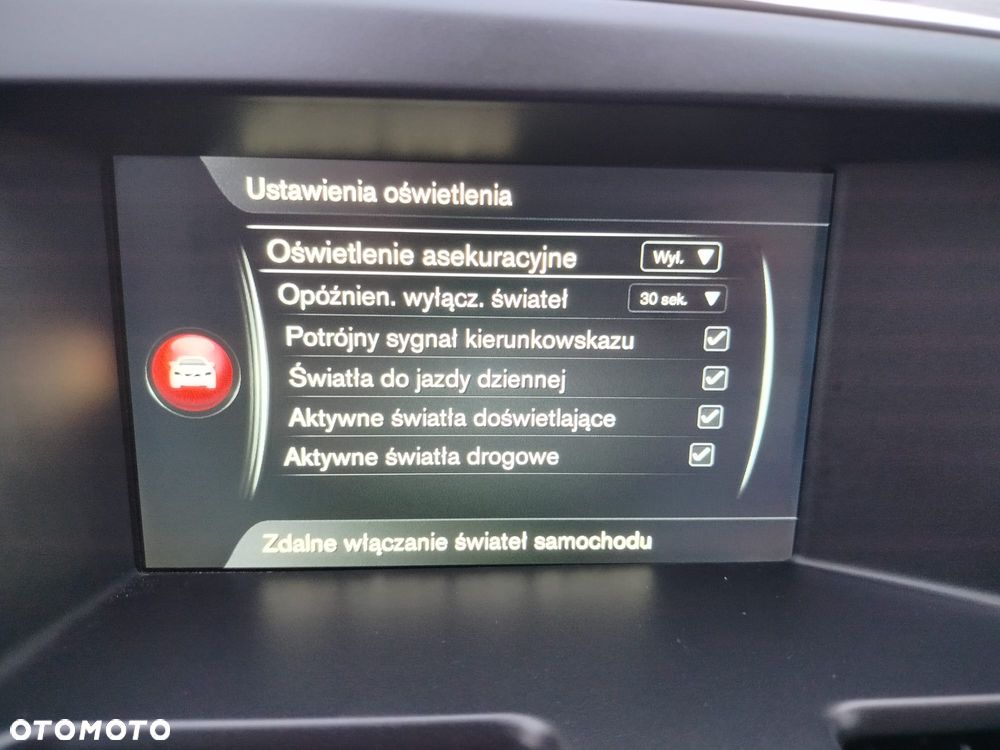 Ustawienia oświetlenia
Oświetlenie asekuracyjne Wył.
Opóźnien. wyłącz. świateł 30 sek.
Potrójny sygnał kierunkowskazu
Światła do jazdy dziennej
Aktywne światła doświetlające
Aktywne światła drogowe
Zdalne włączanie świateł samochodu
OTOMOTO